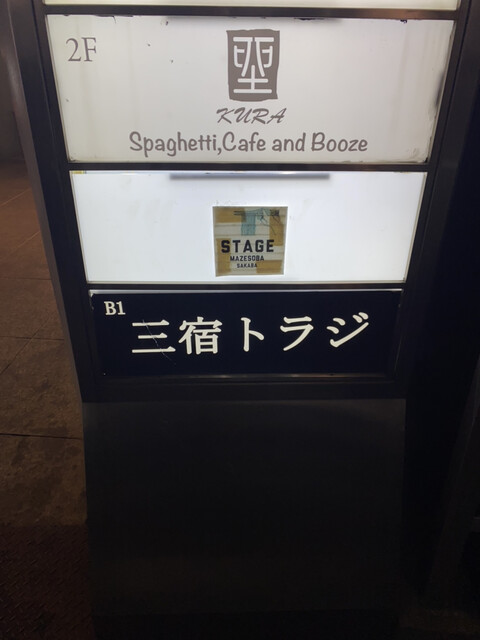 2F
KURA
Spaghetti,Cafe and Booze
STAGE
MAZESOBA
SAKABA
B1
三宿トラジ